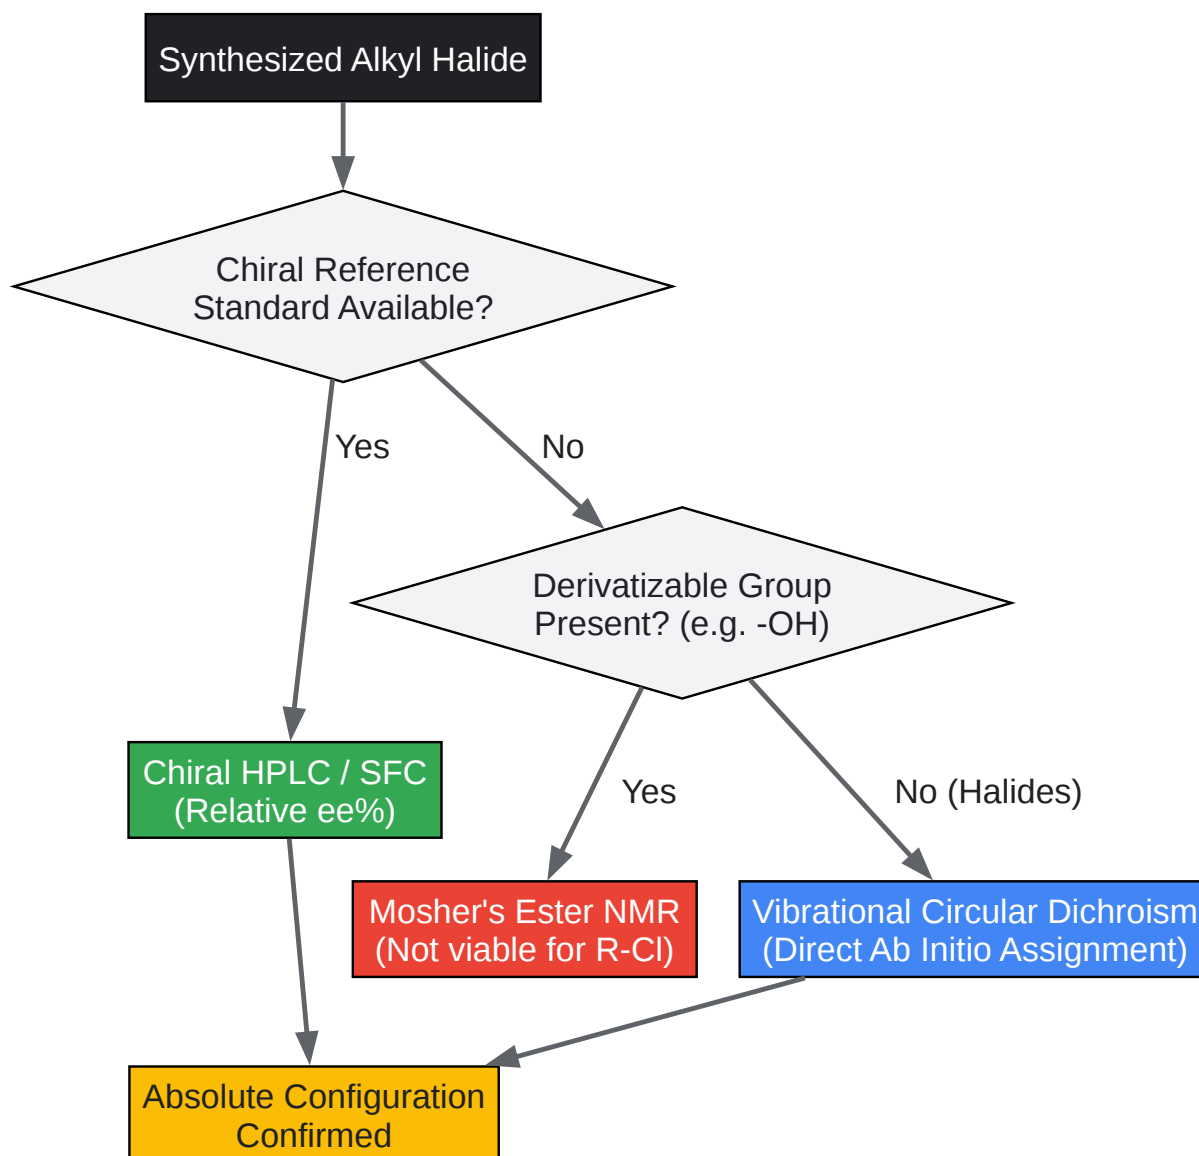 Synthesized Alkyl Halide
Chiral Reference
Standard Available?
Yes
No
Derivatizable Group
Present? (e.g. -OH)
Chiral HPLC / SFC
(Relative ee%)
Yes
No (Halides)
Mosher's Ester NMR
(Not viable for R-Cl)
Vibrational Circular Dichroism
(Direct Ab Initio Assignment)
Absolute Configuration
Confirmed